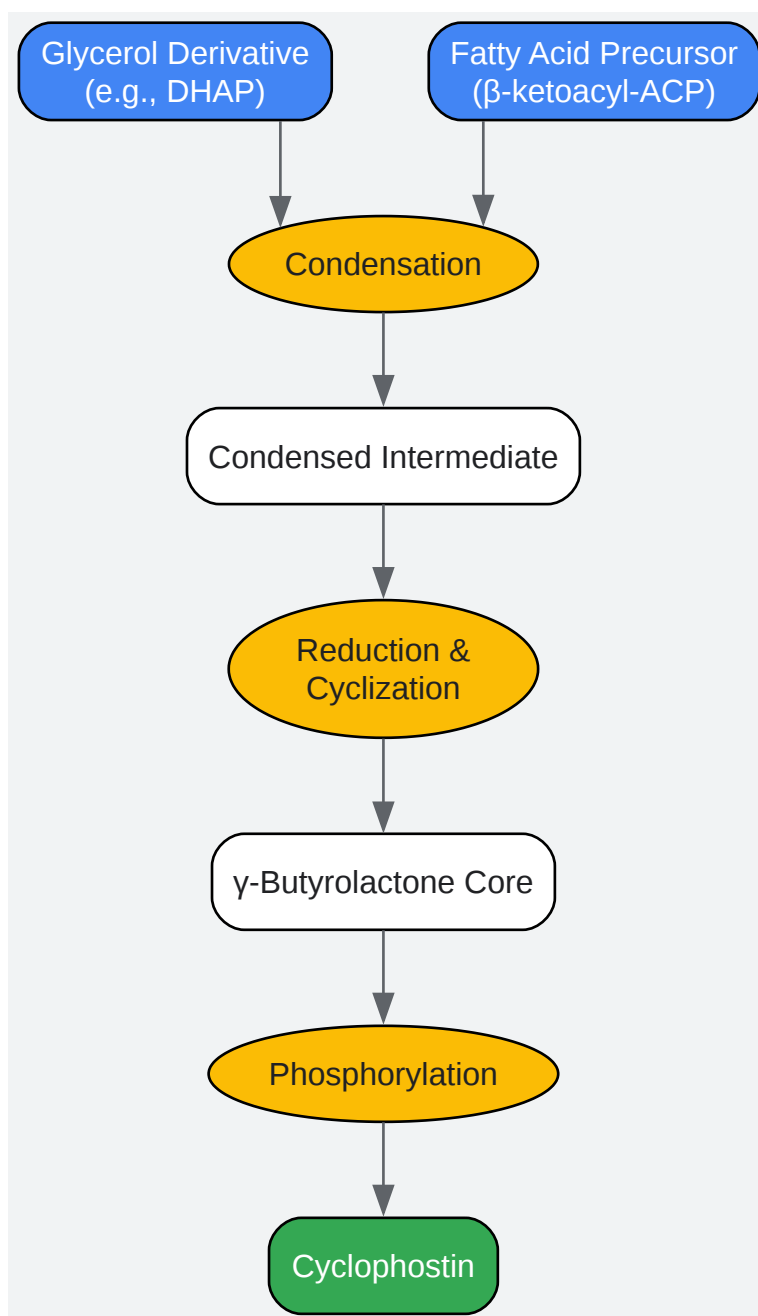 Glycerol Derivative
(e.g., DHAP)
Fatty Acid Precursor
(β-ketoacyl-ACP)
Condensation
Condensed Intermediate
Reduction &
Cyclization
γ-Butyrolactone Core
Phosphorylation
Cyclophostin